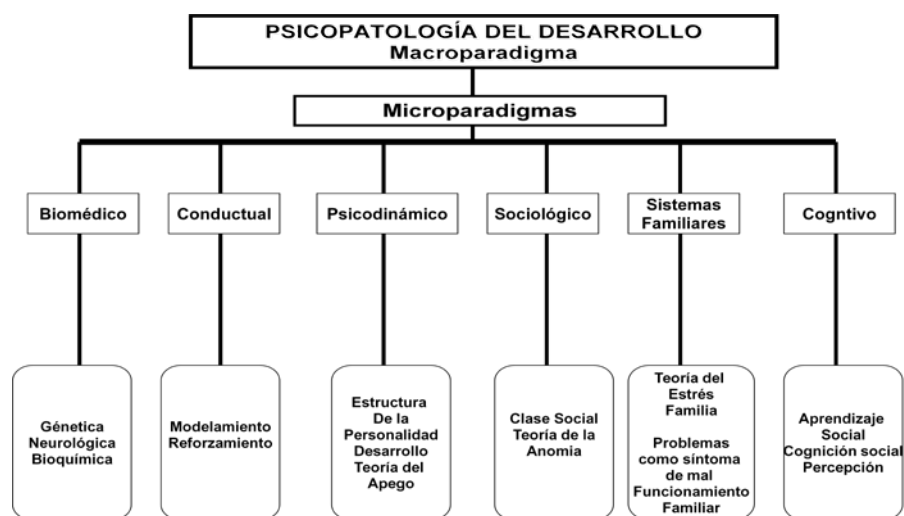 PSICOPATOLOGÍA DEL DESARROLLO
Macroparadigma
Microparadigmas
Biomédico
Conductual
Psicodinámico
Sociológico
Sistemas
Familiares
Cogntivo
Génetica
Neurológica
Bioquímica
Modelamiento
Reforzamiento
Estructura
De la
Personalidad
Desarrollo
Teoría del
Apego
Clase Social
Teoría de la
Anomia
Teoría del
Estrés
Familia
Problemas
como síntoma
de mal
Funcionamiento
Familiar
Aprendizaje
Social
Cognición social
Percepción